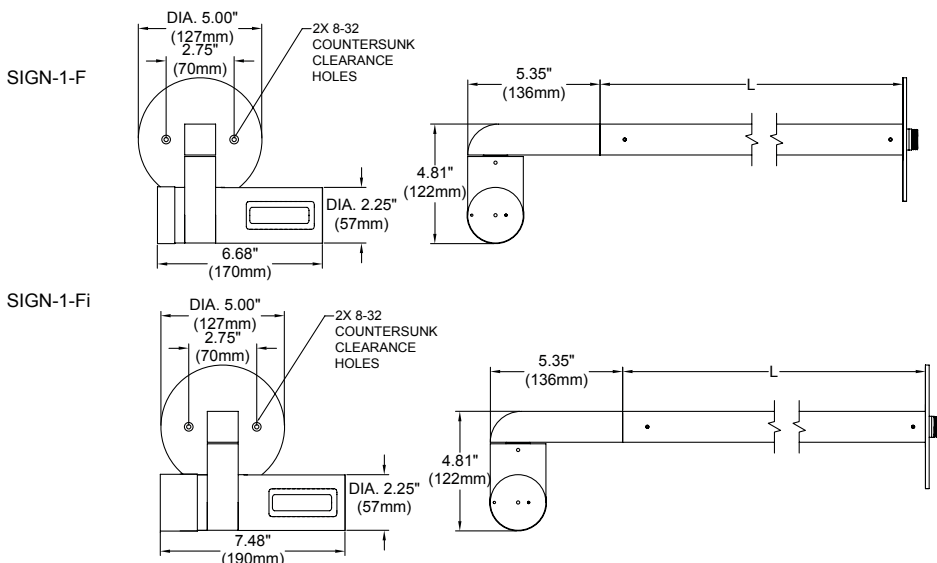 SIGN-1-F
DIA. 5.00"
(127mm)
2.75"
(70mm)
2X 8-32
COUNTERSUNK
CLEARANCE
HOLES
DIA. 2.25"
(57mm)
6.68"
(170mm)
5.35"
(136mm)
L
4.81"
(122mm)
SIGN-1-Fi
DIA. 5.00"
(127mm)
2.75"
(70mm)
2X 8-32
COUNTERSUNK
CLEARANCE
HOLES
DIA. 2.25"
(57mm)
7.48"
(190mm)
5.35"
(136mm)
L
4.81"
(122mm)